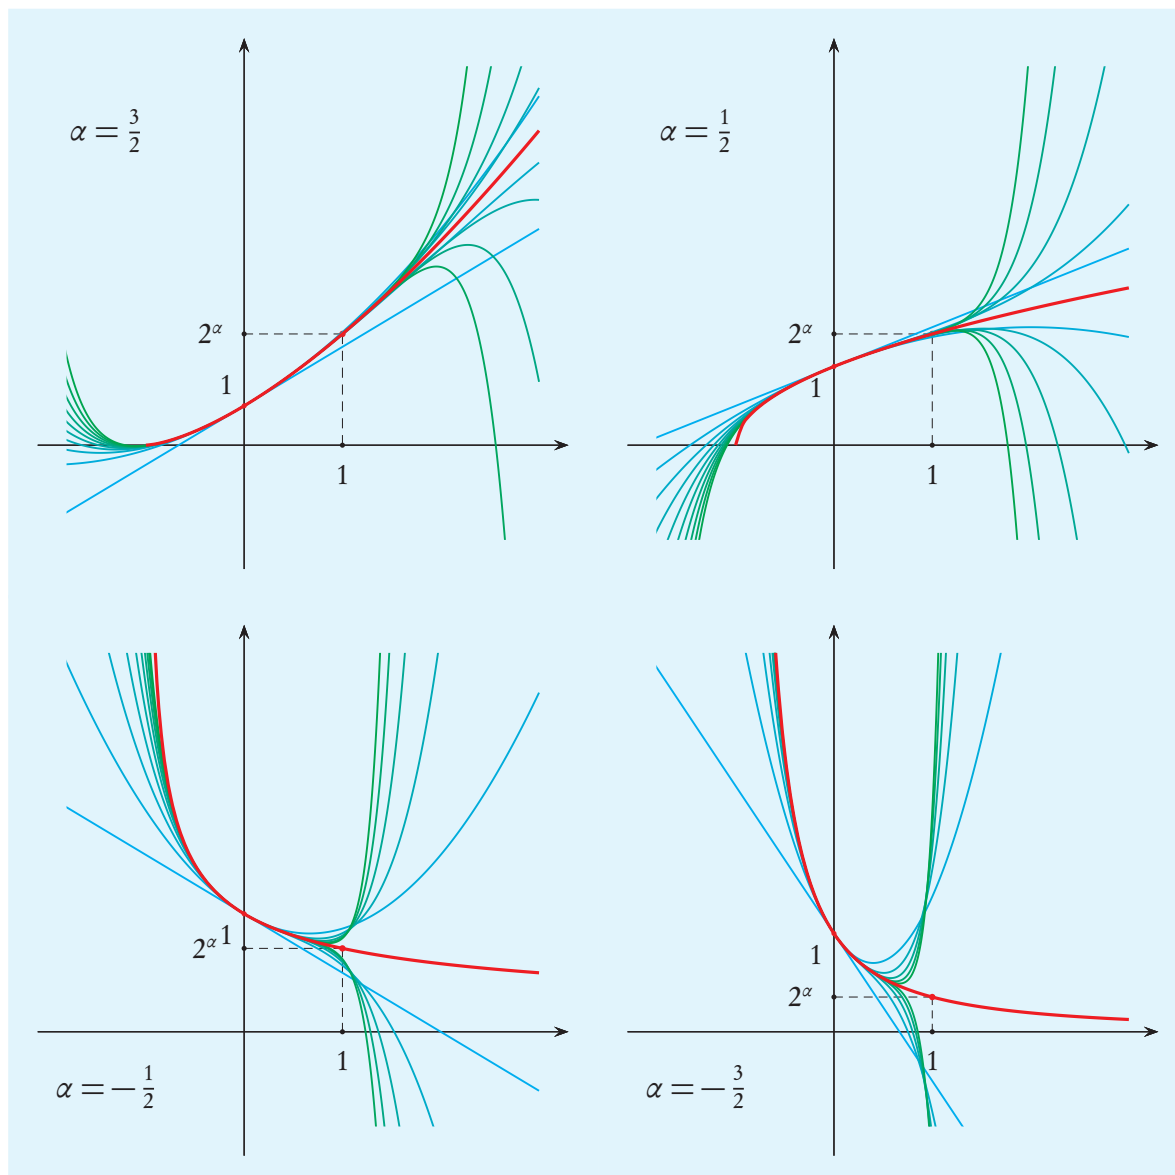 α = 3/2
2^α
1
1
α = 1/2
2^α
1
1
2^α 1
1
α = − 1/2
1
2^α
1
α = − 3/2